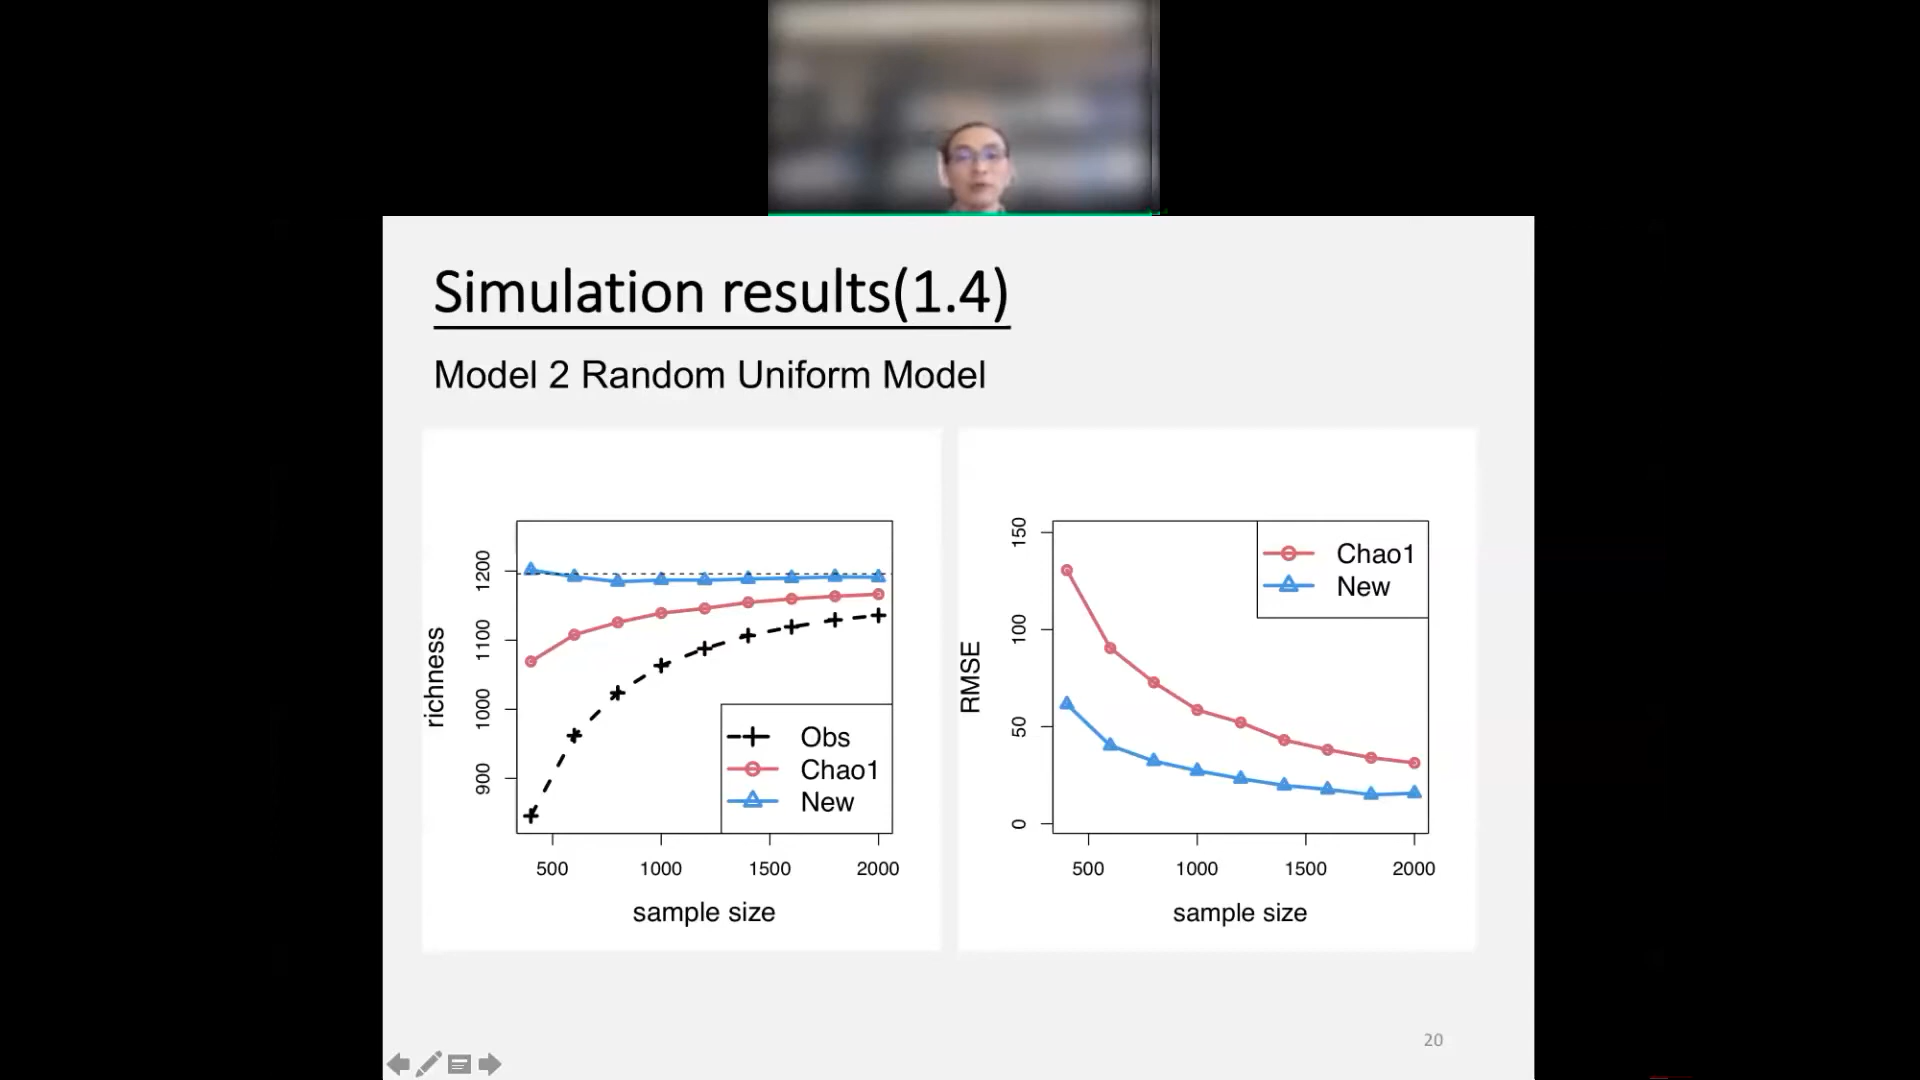 Simulation results(1.4)
Model 2 Random Uniform Model
richness
1200
1100
1000
900
Obs
Chao1
New
500 1000 1500 2000
sample size
RMSE
150
100
50
0
Chao1
New
500 1000 1500 2000
sample size
20